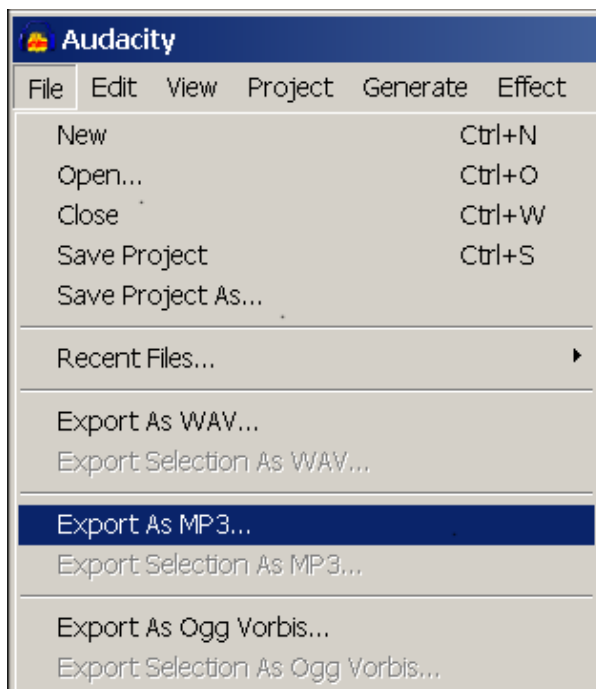 Audacity
File Edit View Project Generate Effect
New Ctrl+N
Open... Ctrl+O
Close Ctrl+W
Save Project Ctrl+S
Save Project As...
Recent Files...
Export As WAV...
Export Selection As WAV...
Export As MP3...
Export Selection As MP3...
Export As Ogg Vorbis...
Export Selection As Ogg Vorbis...